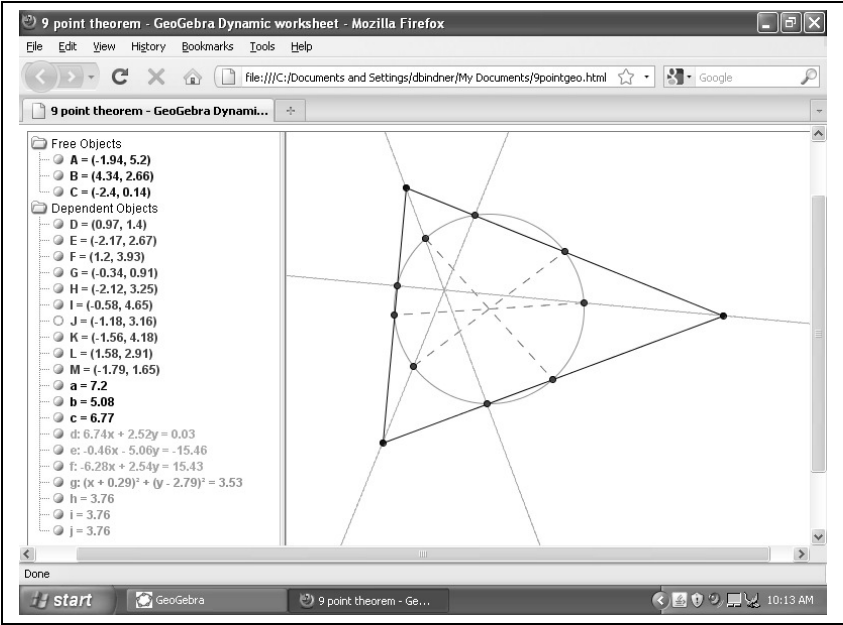 9 point theorem - GeoGebra Dynamic worksheet - Mozilla Firefox
File Edit View History Bookmarks Tools Help
file:///C:/Documents and Settings/dbindner/My Documents/9pointgeo.html
Google
9 point theorem - GeoGebra Dynami...
Free Objects
A = (-1.94, 5.2)
B = (4.34, 2.66)
C = (-2.4, 0.14)
Dependent Objects
D = (0.97, 1.4)
E = (-2.17, 2.67)
F = (1.2, 3.93)
G = (-0.34, 0.91)
H = (-2.12, 3.25)
I = (-0.58, 4.65)
J = (-1.18, 3.16)
K = (-1.56, 4.18)
L = (1.58, 2.91)
M = (-1.79, 1.65)
a = 7.2
b = 5.08
c = 6.77
d: 6.74x + 2.52y = 0.03
e: -0.46x - 5.06y = -15.46
f: -6.28x + 2.54y = 15.43
g: (x + 0.29)² + (y - 2.79)² = 3.53
h = 3.76
i = 3.76
j = 3.76
Done
start GeoGebra 9 point theorem - Ge... 10:13 AM